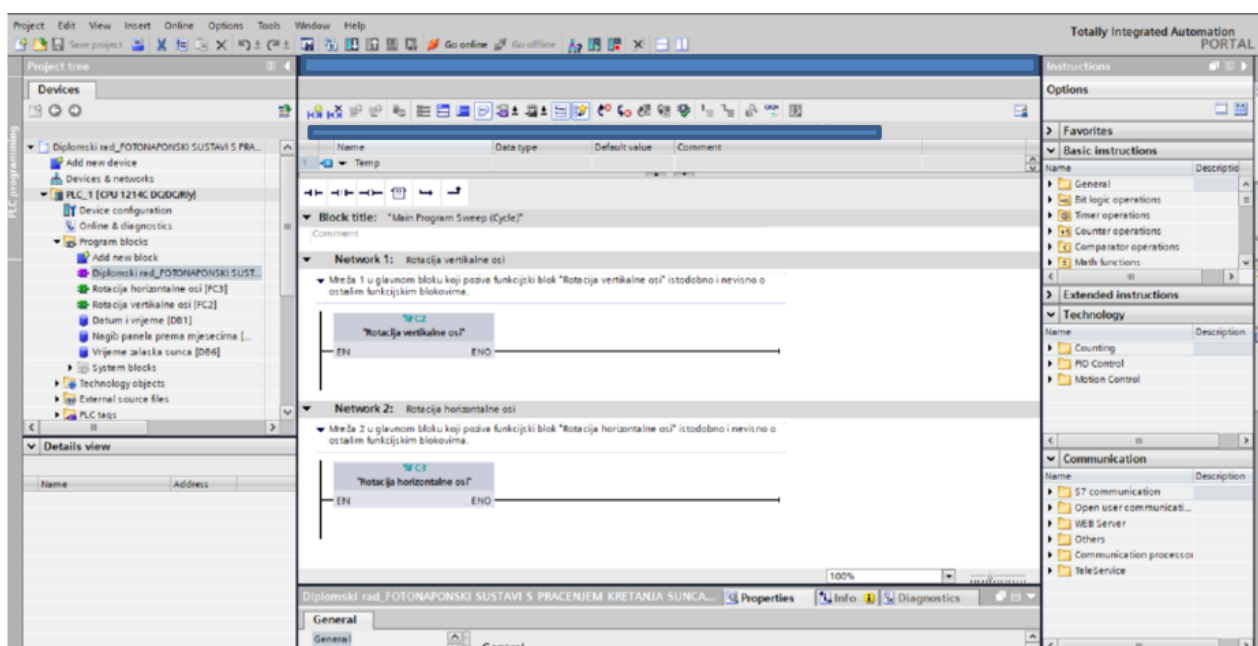 Project Edit View Insert Online Options Tools Window Help
Totally Integrated Automation
PORTAL
Save project
Go online
Go offline
Project tree
Devices
PLC programming
Diplomski rad_FOTONAPONSKI SUSTAVI S PRA...
Add new device
Devices & networks
PLC_1 [CPU 1214C DC/DC/Rly]
Device configuration
Online & diagnostics
Program blocks
Add new block
Diplomski rad_FOTONAPONSKI SUST...
Rotacija horizontalne osi [FC3]
Rotacija vertikalne osi [FC2]
Datum i vrijeme [DB1]
Nagib panela prema mjesecima [...
Vrijeme zalaska sunca [DB6]
System blocks
Technology objects
External source files
PLC tags
Details view
Name Address
Name Data type Default value Comment
1 Temp
Block title: "Main Program Sweep (Cycle)"
Comment
Network 1: Rotacija vertikalne osi
Mreža 1 u glavnom bloku koji poziva funkcijski blok "Rotacija vertikalne osi" istodobno i nevisno o
ostalim funkcijskim blokovima.
"Rotacija vertikalne osi"
EN ENO
Network 2: Rotacija horizontalne osi
Mreža 2 u glavnom bloku koji poziva funkcijski blok "Rotacija horizontalne osi" istodobno i nevisno o
ostalim funkcijskim blokovima.
"Rotacija horizontalne osi"
EN ENO
100%
Diplomski rad_FOTONAPONSKI SUSTAVI S PRACENJEM KRETANJA SUNCA...
Properties Info Diagnostics
General
General
General
Instructions
Options
Favorites
Basic instructions
Name Descriptio
General
Bit logic operations
Timer operations
Counter operations
Comparator operations
Math functions
Extended instructions
Technology
Name Description
Counting
PID Control
Motion Control
Communication
Name Description
S7 communication
Open user communicati...
WEB Server
Others
Communication processor
TeleService